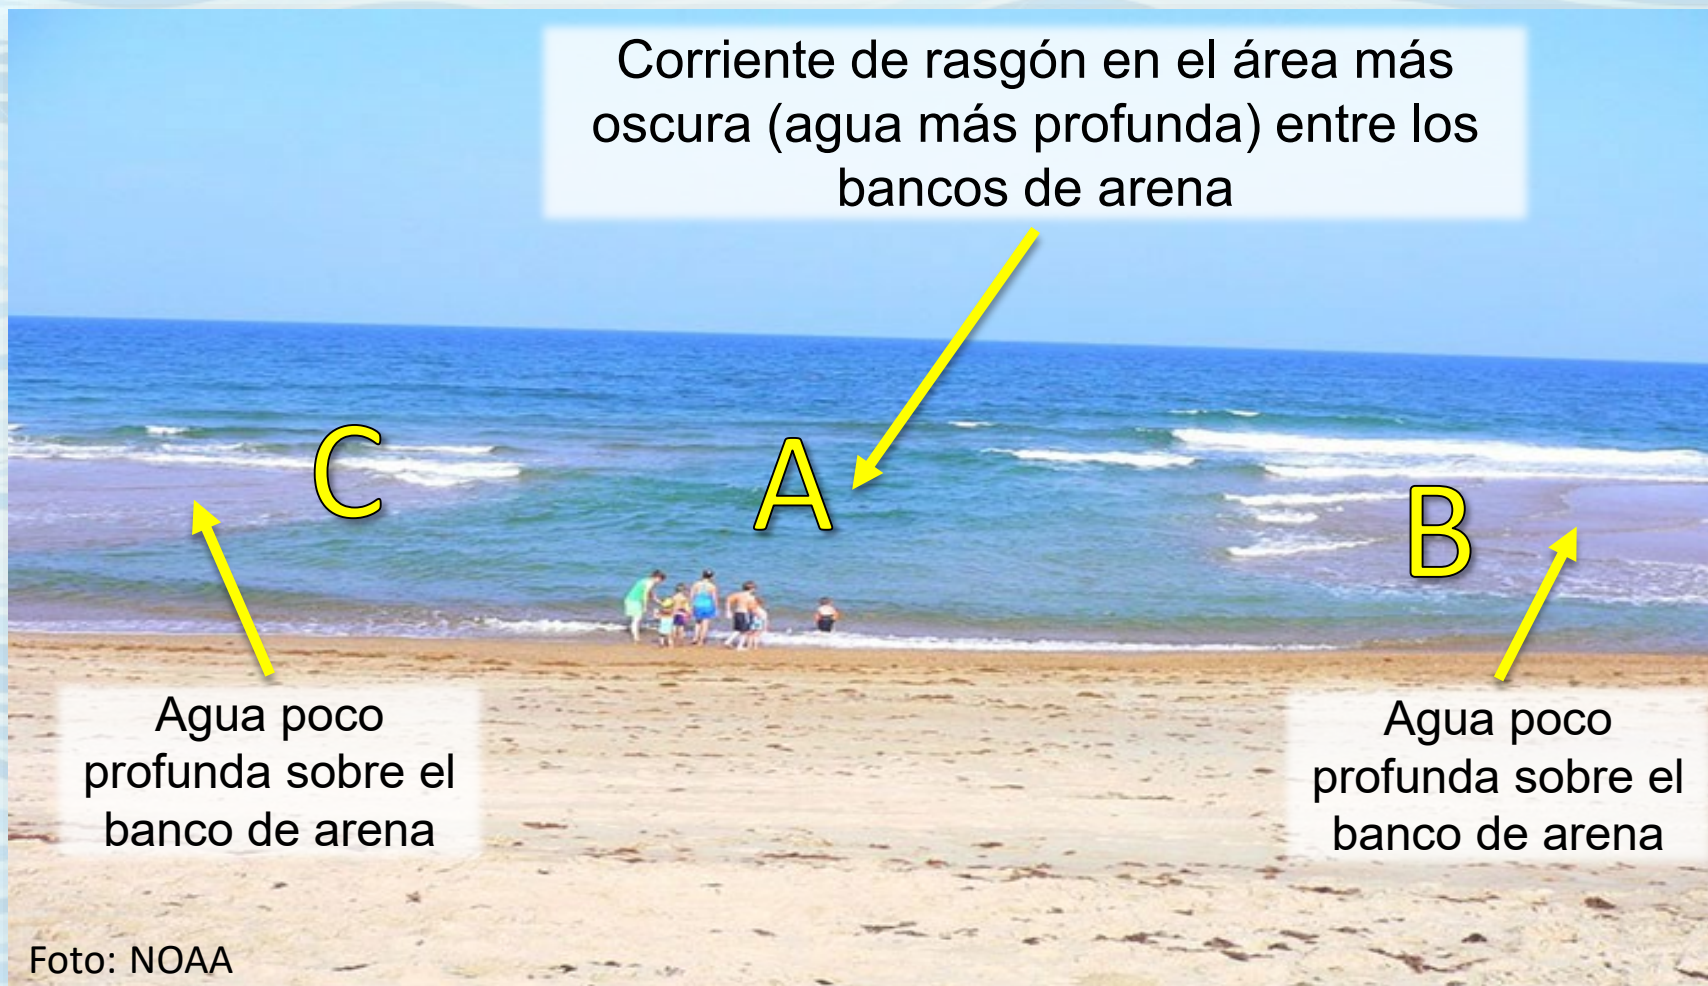 Corriente de rasgón en el área más
oscura (agua más profunda) entre los
bancos de arena
C
A
B
Agua poco
profunda sobre el
banco de arena
Agua poco
profunda sobre el
banco de arena
Foto: NOAA